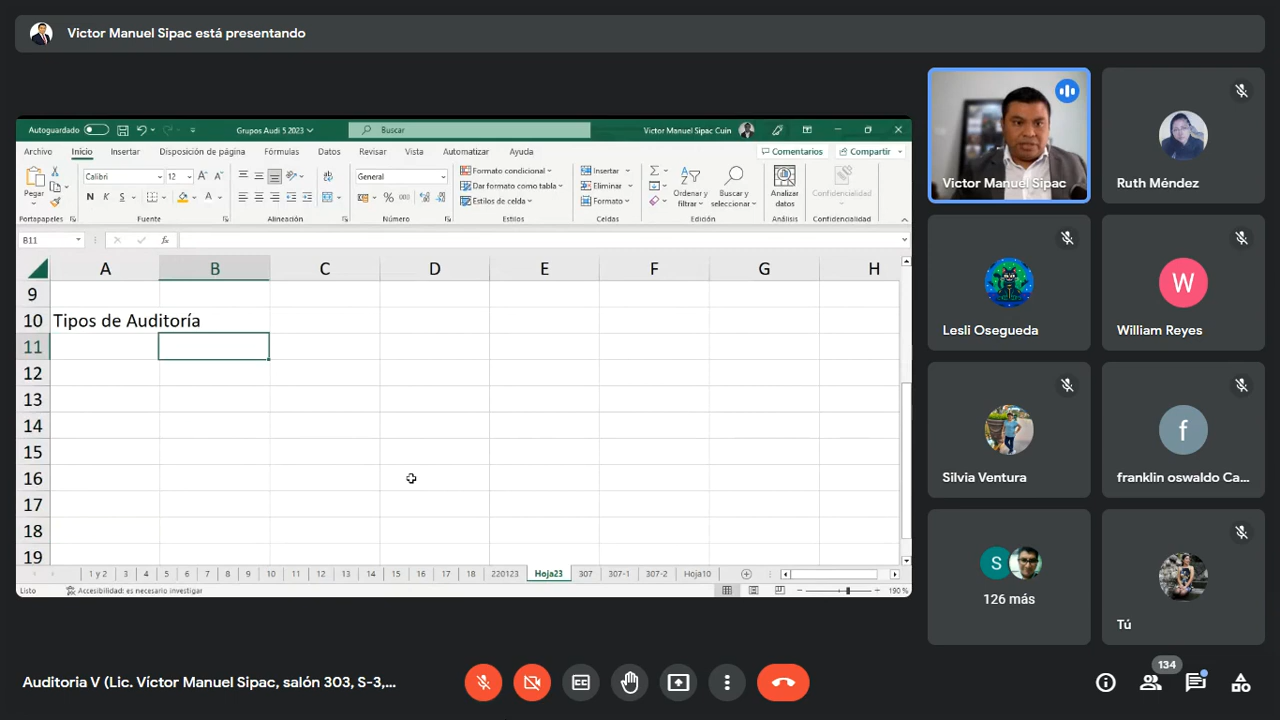 Victor Manuel Sipac está presentando
Autoguardado
Grupos Audi 5 2023
Buscar
Victor Manuel Sipac Cuin
Archivo Inicio Insertar Disposición de página Fórmulas Datos Revisar Vista Automatizar Ayuda
Comentarios Compartir
Pegar
Calibri 12
N K S
General
Formato condicional
Dar formato como tabla
Estilos de celda
Insertar
Eliminar
Formato
Ordenar y filtrar
Buscar y seleccionar
Analizar datos
Confidencialidad
Portapapeles Fuente Alineación Número Estilos Celdas Edición Análisis Confidencialidad
B11 fx
A B C D E F G H
9
10 Tipos de Auditoría
11
12
13
14
15
16
17
18
19
1 y 2 3 4 5 6 7 8 9 10 11 12 13 14 15 16 17 18 220123 Hoja23 307 307-1 307-2 Hoja10
Listo Accesibilidad: es necesario investigar 190 %
Victor Manuel Sipac
Ruth Méndez
Lesli Osegueda
W
William Reyes
Silvia Ventura
f
franklin oswaldo Ca...
S
126 más
Tú
Auditoria V (Lic. Víctor Manuel Sipac, salón 303, S-3,...
134